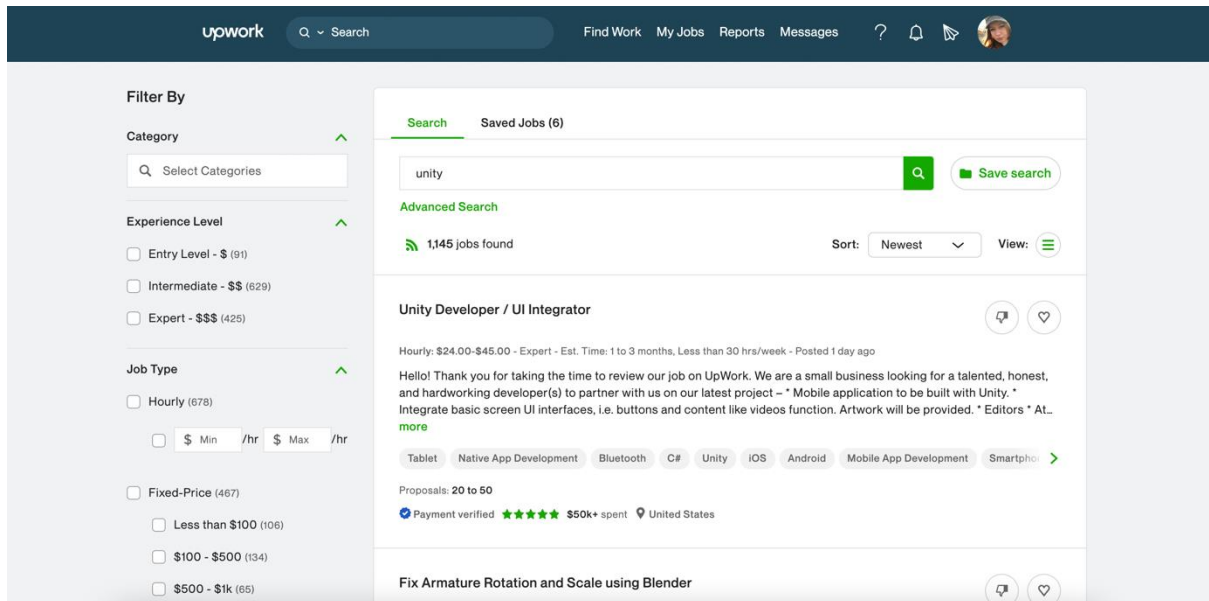 upwork
Search
Find Work My Jobs Reports Messages
Filter By
Category
Select Categories
Experience Level
Entry Level - $ (91)
Intermediate - $$ (629)
Expert - $$$ (425)
Job Type
Hourly (678)
$ Min /hr $ Max /hr
Fixed-Price (467)
Less than $100 (106)
$100 - $500 (134)
$500 - $1k (65)
Search Saved Jobs (6)
unity
Save search
Advanced Search
1,145 jobs found Sort: Newest View:
Unity Developer / UI Integrator
Hourly: $24.00-$45.00 - Expert - Est. Time: 1 to 3 months, Less than 30 hrs/week - Posted 1 day ago
Hello! Thank you for taking the time to review our job on UpWork. We are a small business looking for a talented, honest,
and hardworking developer(s) to partner with us on our latest project – * Mobile application to be built with Unity. *
Integrate basic screen UI interfaces, i.e. buttons and content like videos function. Artwork will be provided. * Editors * At…
more
Tablet Native App Development Bluetooth C# Unity iOS Android Mobile App Development
Proposals: 20 to 50
Payment verified $50k+ spent United States
Fix Armature Rotation and Scale using Blender